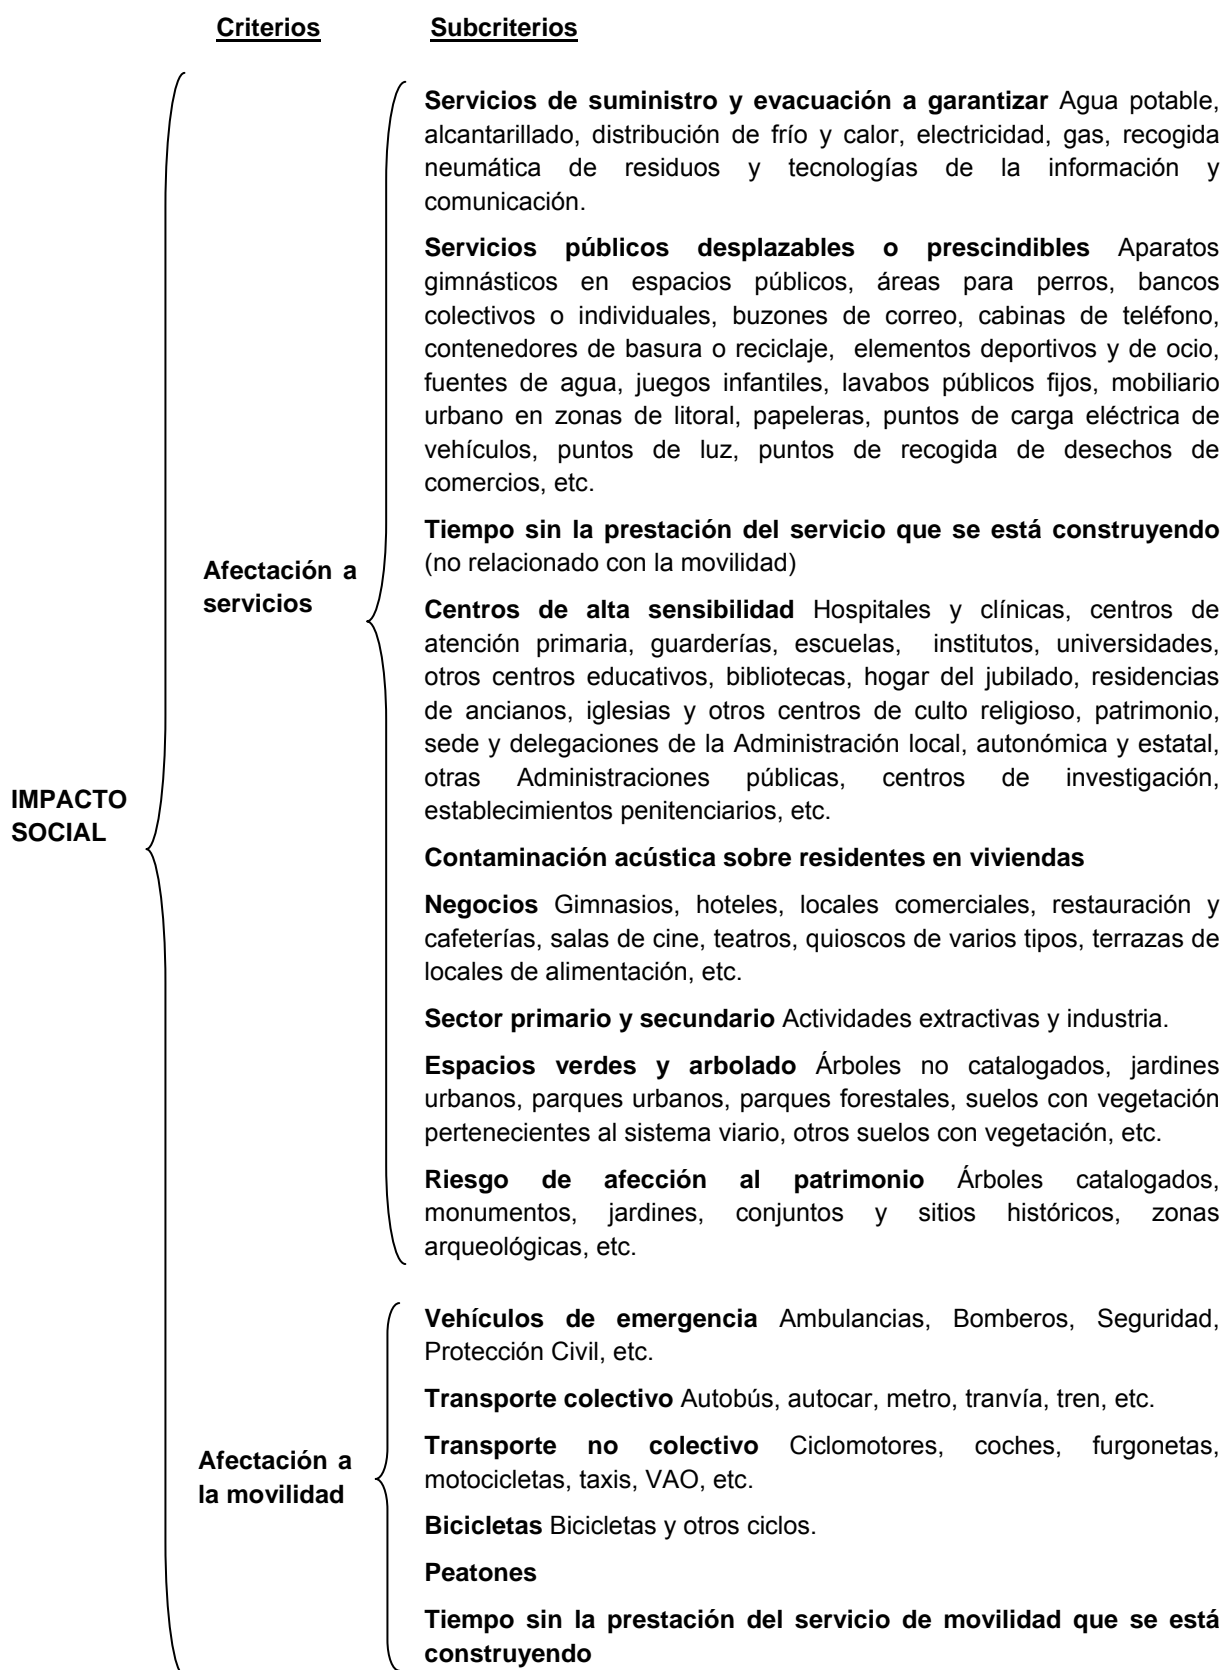 Criterios Subcriterios
Servicios de suministro y evacuación a garantizar Agua potable,
alcantarillado, distribución de frío y calor, electricidad, gas, recogida
neumática de residuos y tecnologías de la información y
comunicación.
Servicios públicos desplazables o prescindibles Aparatos
gimnásticos en espacios públicos, áreas para perros, bancos
colectivos o individuales, buzones de correo, cabinas de teléfono,
contenedores de basura o reciclaje, elementos deportivos y de ocio,
fuentes de agua, juegos infantiles, lavabos públicos fijos, mobiliario
urbano en zonas de litoral, papeleras, puntos de carga eléctrica de
vehículos, puntos de luz, puntos de recogida de desechos de
comercios, etc.
Tiempo sin la prestación del servicio que se está construyendo
(no relacionado con la movilidad)
Afectación a
servicios
Centros de alta sensibilidad Hospitales y clínicas, centros de
atención primaria, guarderías, escuelas, institutos, universidades,
otros centros educativos, bibliotecas, hogar del jubilado, residencias
de ancianos, iglesias y otros centros de culto religioso, patrimonio,
sede y delegaciones de la Administración local, autonómica y estatal,
otras Administraciones públicas, centros de investigación,
establecimientos penitenciarios, etc.
IMPACTO
SOCIAL
Contaminación acústica sobre residentes en viviendas
Negocios Gimnasios, hoteles, locales comerciales, restauración y
cafeterías, salas de cine, teatros, quioscos de varios tipos, terrazas de
locales de alimentación, etc.
Sector primario y secundario Actividades extractivas y industria.
Espacios verdes y arbolado Árboles no catalogados, jardines
urbanos, parques urbanos, parques forestales, suelos con vegetación
pertenecientes al sistema viario, otros suelos con vegetación, etc.
Riesgo de afección al patrimonio Árboles catalogados,
monumentos, jardines, conjuntos y sitios históricos, zonas
arqueológicas, etc.
Vehículos de emergencia Ambulancias, Bomberos, Seguridad,
Protección Civil, etc.
Transporte colectivo Autobús, autocar, metro, tranvía, tren, etc.
Afectación a
la movilidad
Transporte no colectivo Ciclomotores, coches, furgonetas,
motocicletas, taxis, VAO, etc.
Bicicletas Bicicletas y otros ciclos.
Peatones
Tiempo sin la prestación del servicio de movilidad que se está
construyendo